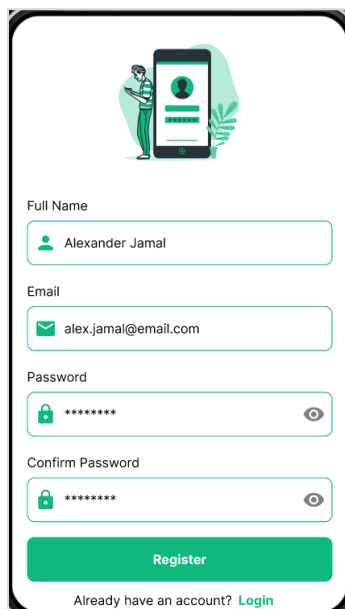 Full Name
Alexander Jamal
Email
alex.jamal@email.com
Password
********
Confirm Password
********
Register
Already have an account? Login